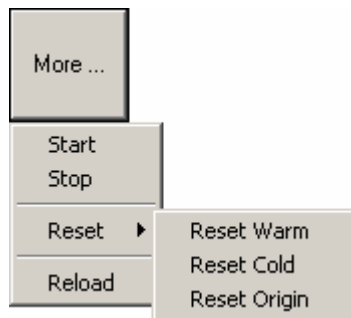 More ...
Start
Stop
Reset
Reload
Reset Warm
Reset Cold
Reset Origin